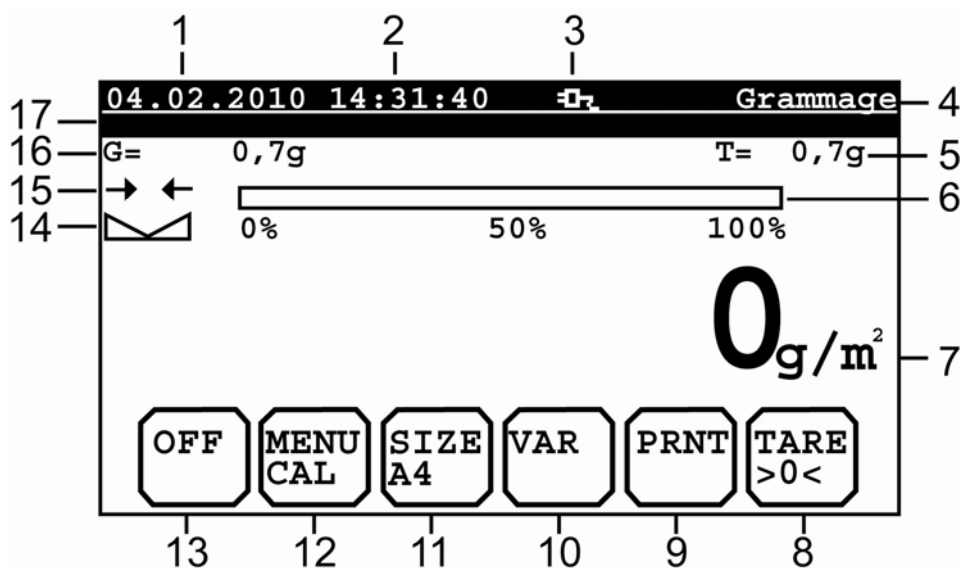 1 2 3
04.02.2010 14:31:40 Grammage 4
17
16 G= 0,7g T= 0,7g 5
15 6
14 0% 50% 100%
0g/m² 7
OFF MENU SIZE VAR PRNT TARE
CAL A4 >0<
13 12 11 10 9 8